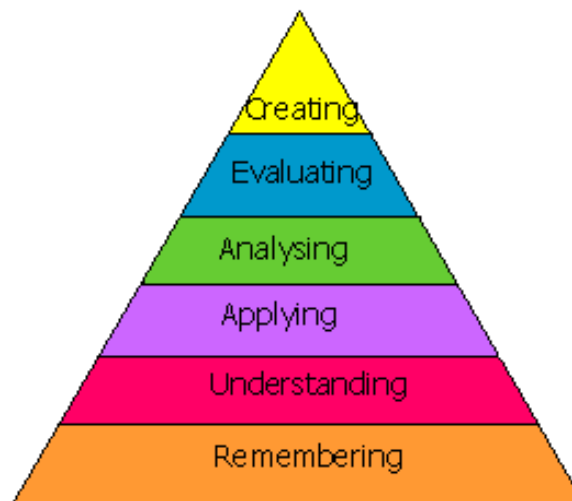 Creating
Evaluating
Analysing
Applying
Understanding
Remembering